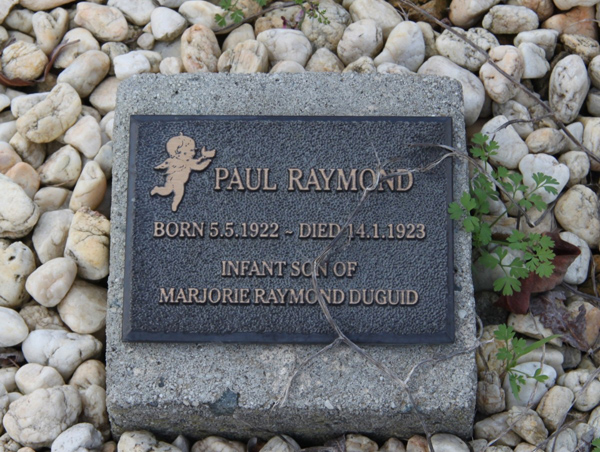 PAUL RAYMOND
BORN 5.5.1922 ~ DIED 14.1.1923
INFANT SON OF
MARJORIE RAYMOND DUGUID